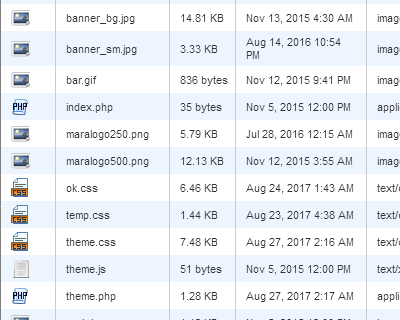 banner_bg.jpg 14.81 KB Nov 13, 2015 4:30 AM imag
banner_sm.jpg 3.33 KB Aug 14, 2016 10:54 PM imag
bar.gif 836 bytes Nov 12, 2015 9:41 PM imag
PHP index.php 35 bytes Nov 5, 2015 12:00 PM appli
maralogo250.png 5.79 KB Jul 28, 2016 12:15 AM imag
maralogo500.png 12.13 KB Nov 12, 2015 3:55 AM imag
CSS ok.css 6.46 KB Aug 24, 2017 1:43 AM text/c
CSS temp.css 1.44 KB Aug 23, 2017 4:38 AM text/c
CSS theme.css 7.48 KB Aug 27, 2017 2:16 AM text/c
theme.js 51 bytes Nov 5, 2015 12:00 PM text/x
PHP theme.php 1.28 KB Aug 27, 2017 2:17 AM appli